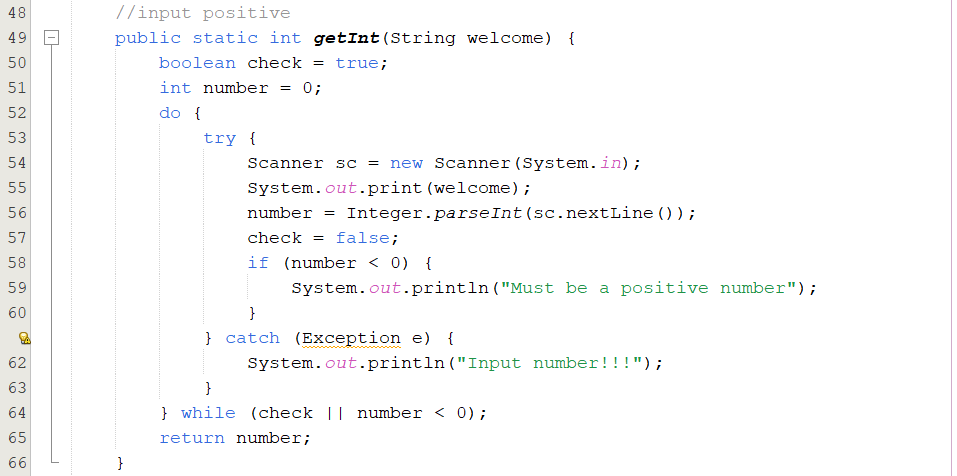 48 //input positive
49 public static int getInt(String welcome) {
50 boolean check = true;
51 int number = 0;
52 do {
53 try {
54 Scanner sc = new Scanner(System.in);
55 System.out.print(welcome);
56 number = Integer.parseInt(sc.nextLine());
57 check = false;
58 if (number < 0) {
59 System.out.println("Must be a positive number");
60 }
} catch (Exception e) {
62 System.out.println("Input number!!!");
63 }
64 } while (check || number < 0);
65 return number;
66 }